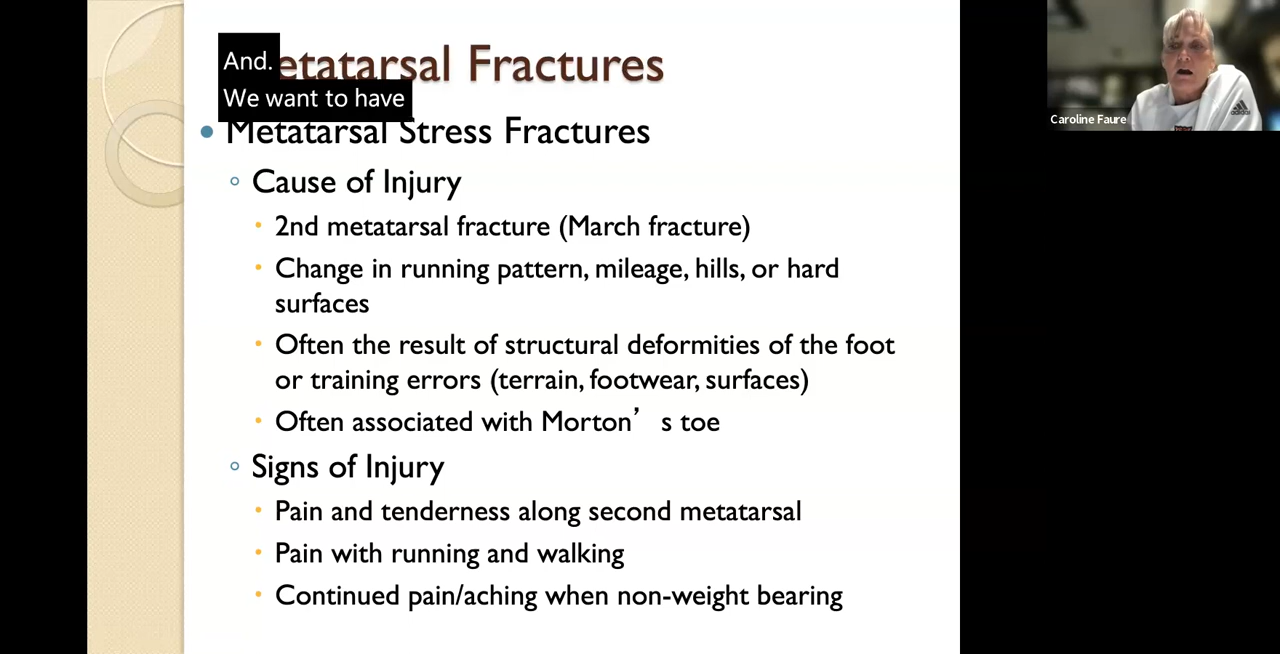 And.
We want to have
etatarsal Fractures
Metatarsal Stress Fractures
Cause of Injury
2nd metatarsal fracture (March fracture)
Change in running pattern, mileage, hills, or hard
surfaces
Often the result of structural deformities of the foot
or training errors (terrain, footwear, surfaces)
Often associated with Morton’ s toe
Signs of Injury
Pain and tenderness along second metatarsal
Pain with running and walking
Continued pain/aching when non-weight bearing
adidas
Caroline Faure